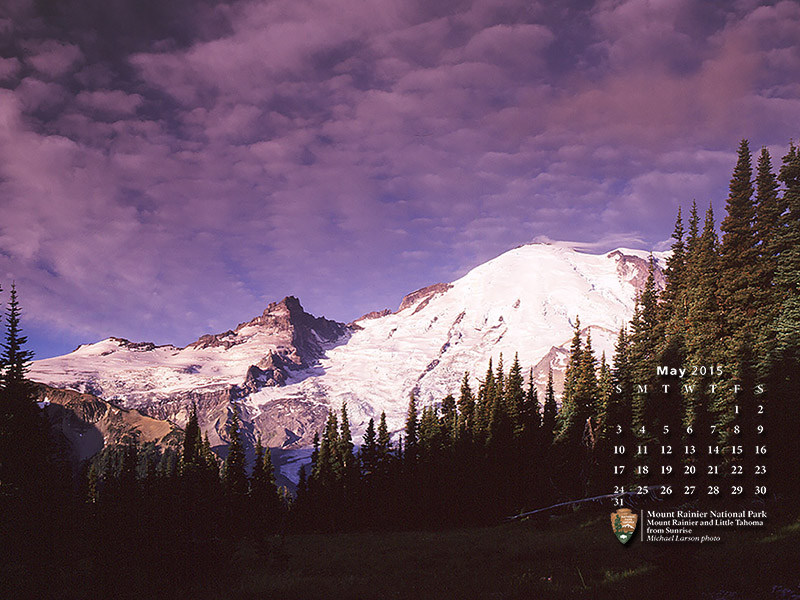 May 2015
S M T W T F S
1 2
3 4 5 6 7 8 9
10 11 12 13 14 15 16
17 18 19 20 21 22 23
24 25 26 27 28 29 30
31
Mount Rainier National Park
Mount Rainier and Little Tahoma
from Sunrise
Michael Larson photo